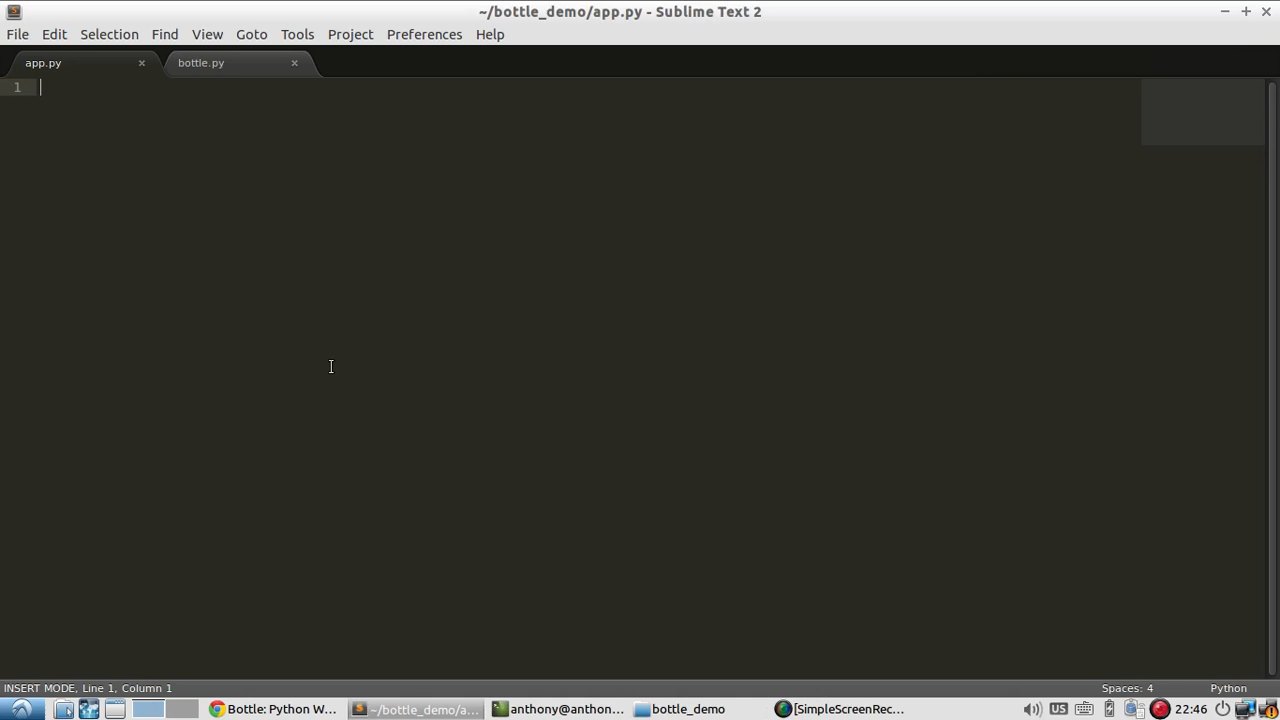 ~/bottle_demo/app.py - Sublime Text 2
File Edit Selection Find View Goto Tools Project Preferences Help
app.py × bottle.py ×
1
INSERT MODE, Line 1, Column 1 Spaces: 4 Python
Bottle: Python W... ~/bottle_demo/a... anthony@anthon... bottle_demo [SimpleScreenRec... US 22:46